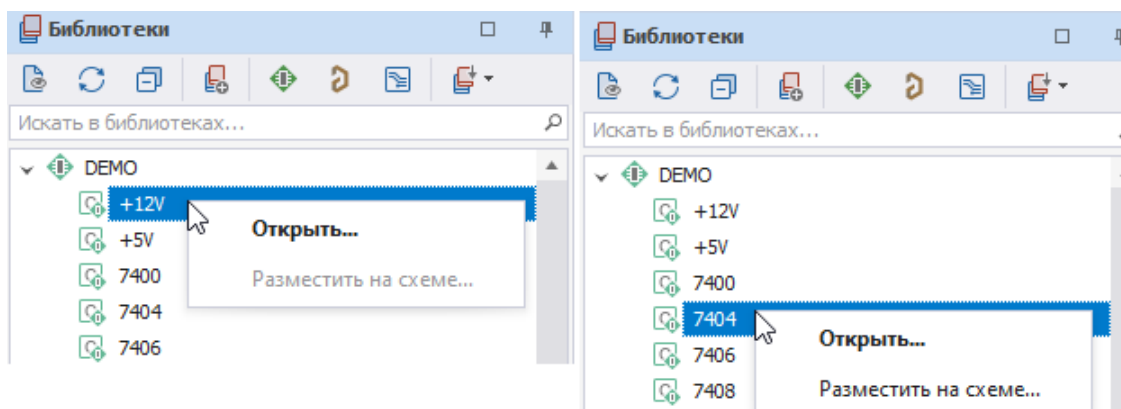 Библиотеки
Искать в библиотеках...
DEMO
+12V
Открыть...
+5V
7400
Разместить на схеме...
7404
7406
Библиотеки
Искать в библиотеках...
DEMO
+12V
+5V
7400
7404
Открыть...
7406
7408
Разместить на схеме...